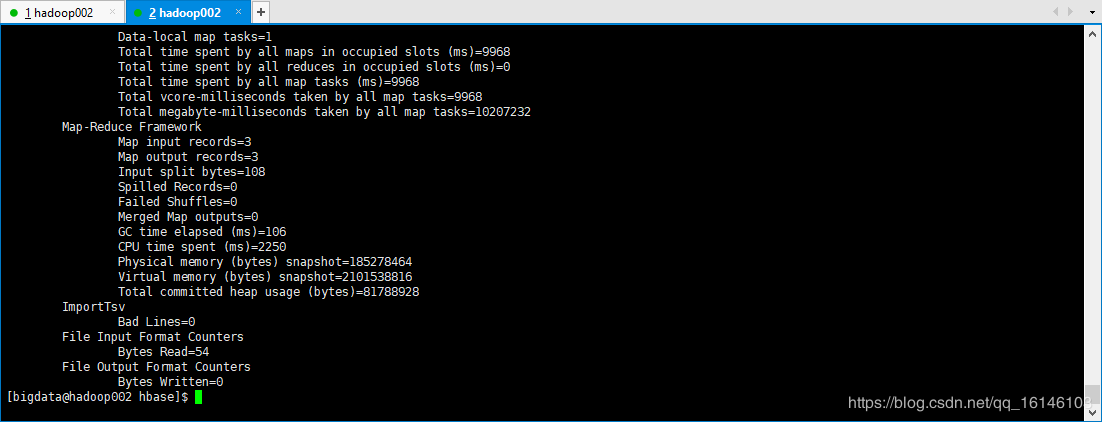 1 hadoop002 × 2 hadoop002 × +
Data-local map tasks=1
Total time spent by all maps in occupied slots (ms)=9968
Total time spent by all reduces in occupied slots (ms)=0
Total time spent by all map tasks (ms)=9968
Total vcore-milliseconds taken by all map tasks=9968
Total megabyte-milliseconds taken by all map tasks=10207232
Map-Reduce Framework
Map input records=3
Map output records=3
Input split bytes=108
Spilled Records=0
Failed Shuffles=0
Merged Map outputs=0
GC time elapsed (ms)=106
CPU time spent (ms)=2250
Physical memory (bytes) snapshot=185278464
Virtual memory (bytes) snapshot=2101538816
Total committed heap usage (bytes)=81788928
ImportTsv
Bad Lines=0
File Input Format Counters
Bytes Read=54
File Output Format Counters
Bytes Written=0
[bigdata@hadoop002 hbase]$
https://blog.csdn.net/qq_16146103